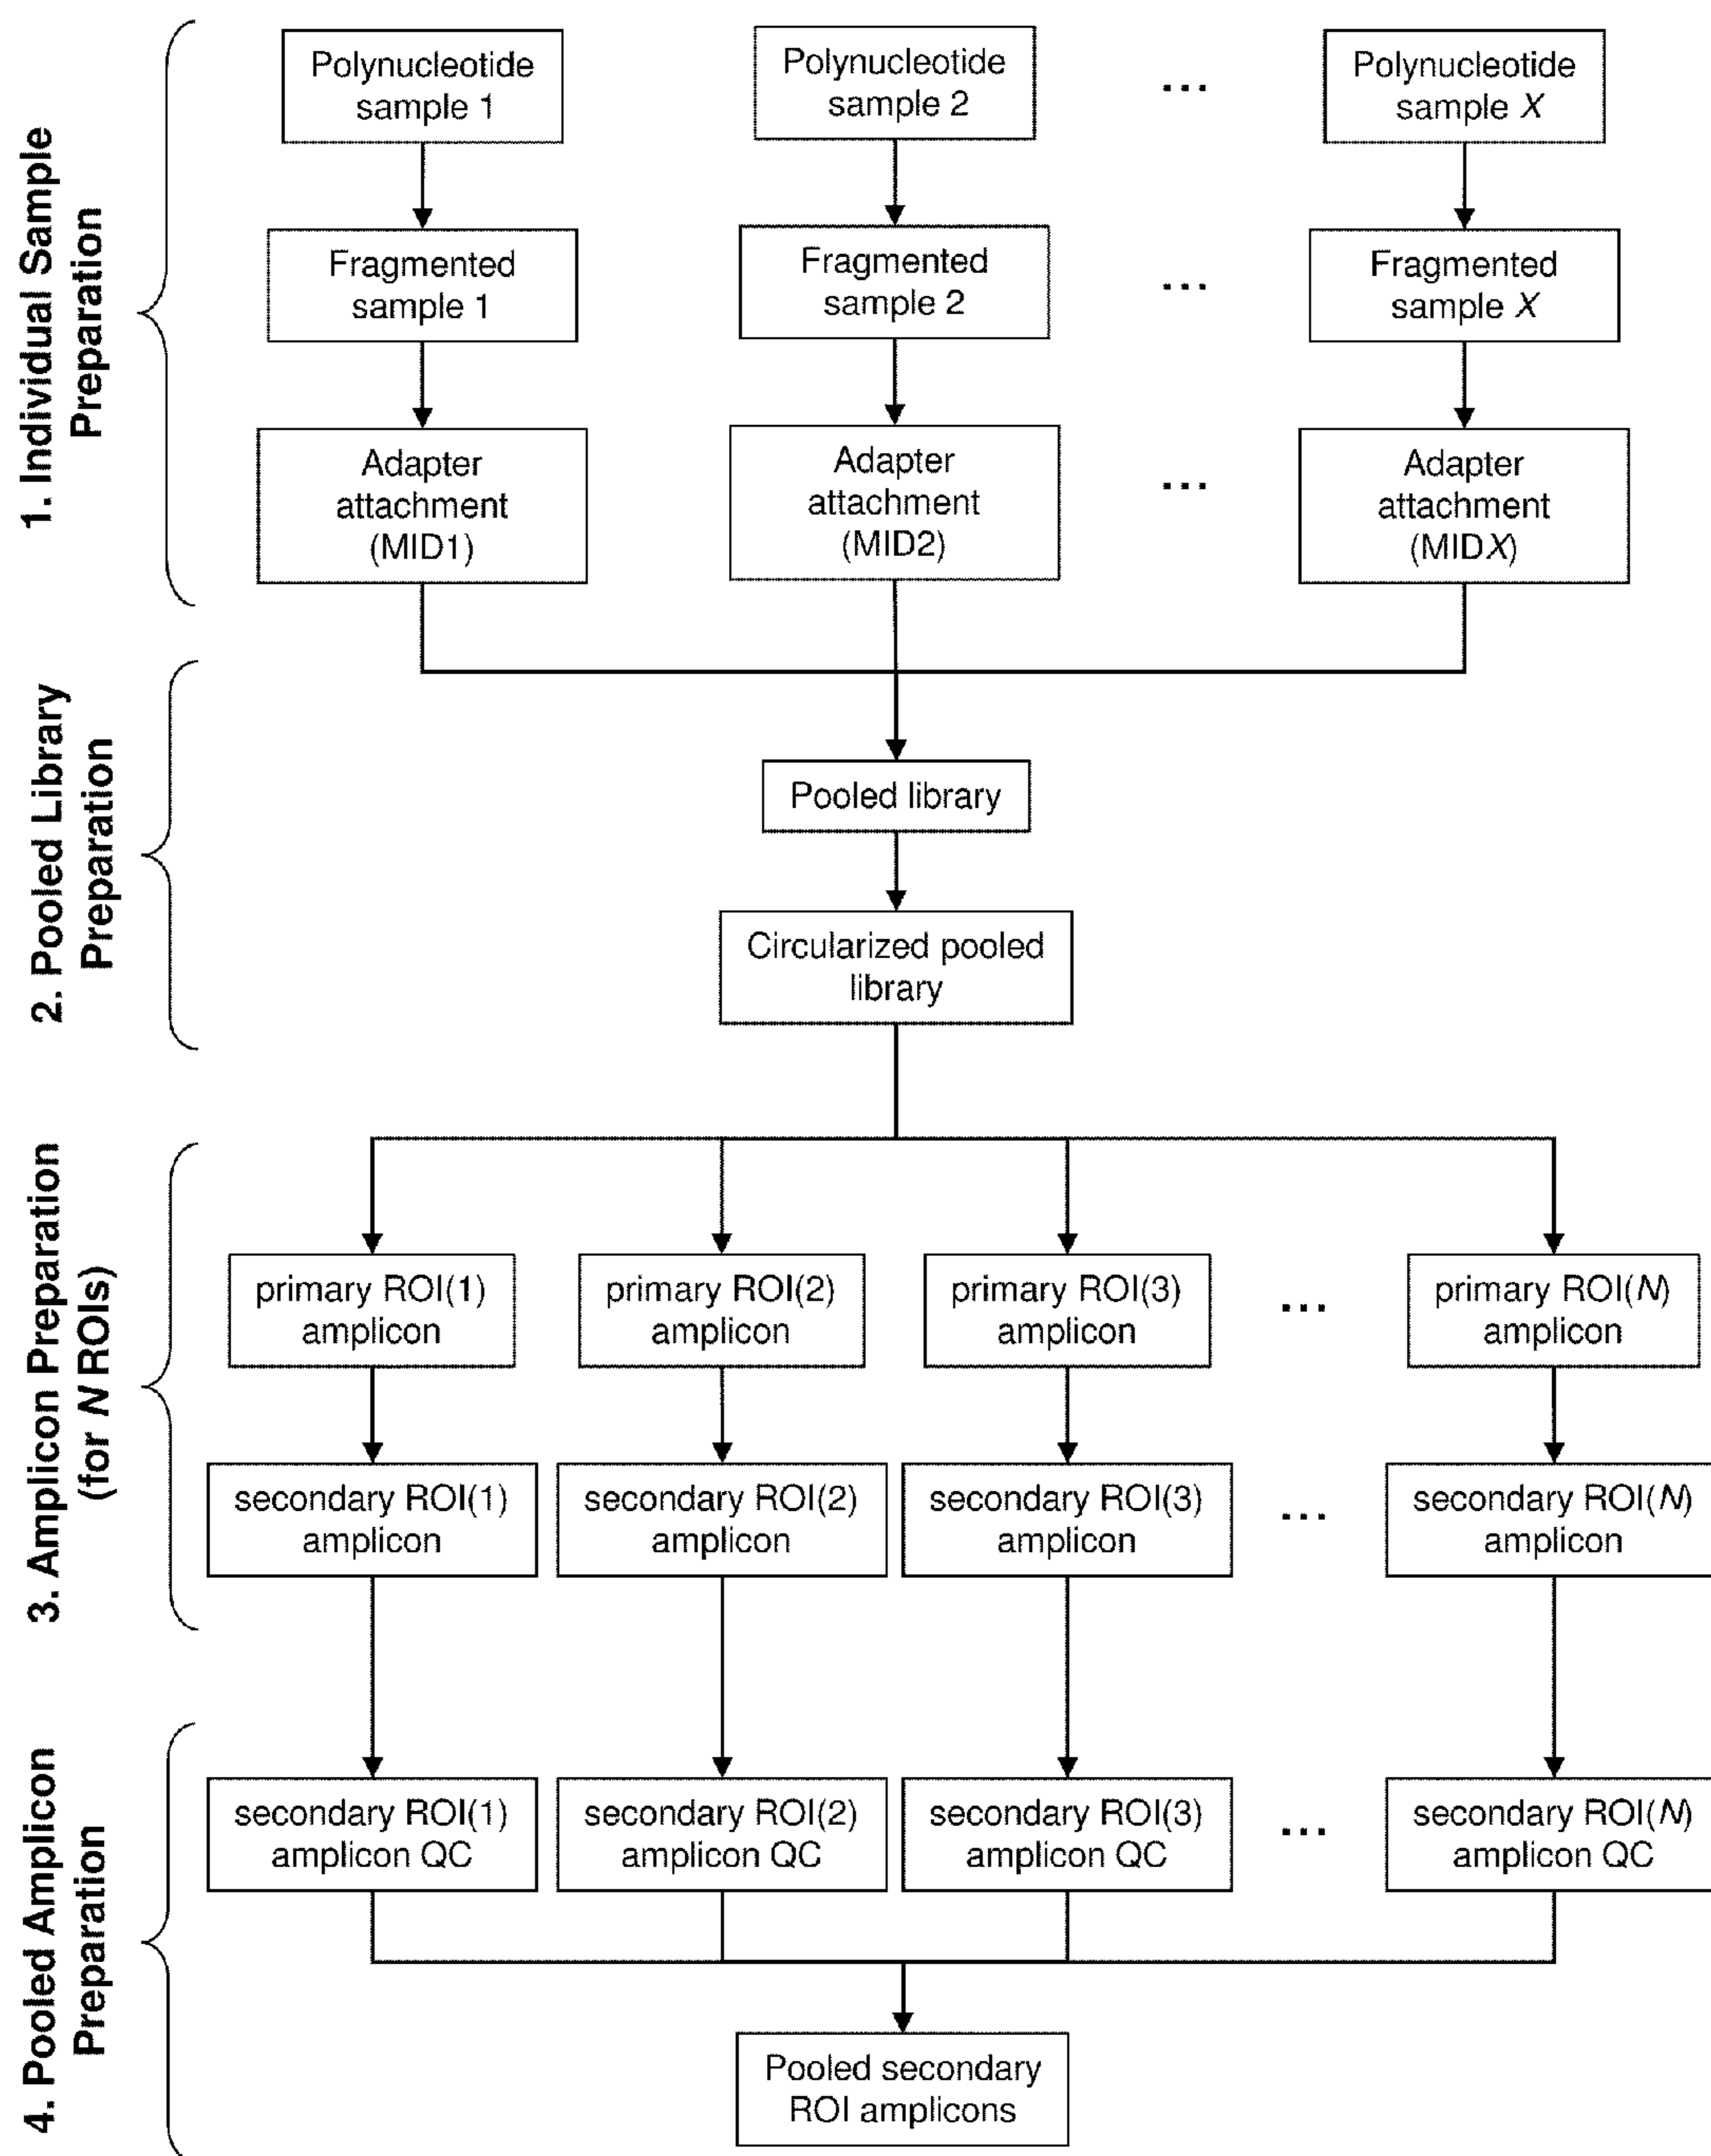 1. Individual Sample
Preparation
Polynucleotide
sample 1
Polynucleotide
sample 2
...
Polynucleotide
sample X
Fragmented
sample 1
Fragmented
sample 2
...
Fragmented
sample X
Adapter
attachment
(MID1)
Adapter
attachment
(MID2)
...
Adapter
attachment
(MIDX)
2. Pooled Library
Preparation
Pooled library
Circularized pooled
library
3. Amplicon Preparation
(for N ROIs)
primary ROI(1)
amplicon
primary ROI(2)
amplicon
primary ROI(3)
amplicon
...
primary ROI(N)
amplicon
secondary ROI(1)
amplicon
secondary ROI(2)
amplicon
secondary ROI(3)
amplicon
...
secondary ROI(N)
amplicon
4. Pooled Amplicon
Preparation
secondary ROI(1)
amplicon QC
secondary ROI(2)
amplicon QC
secondary ROI(3)
amplicon QC
...
secondary ROI(N)
amplicon QC
Pooled secondary
ROI amplicons